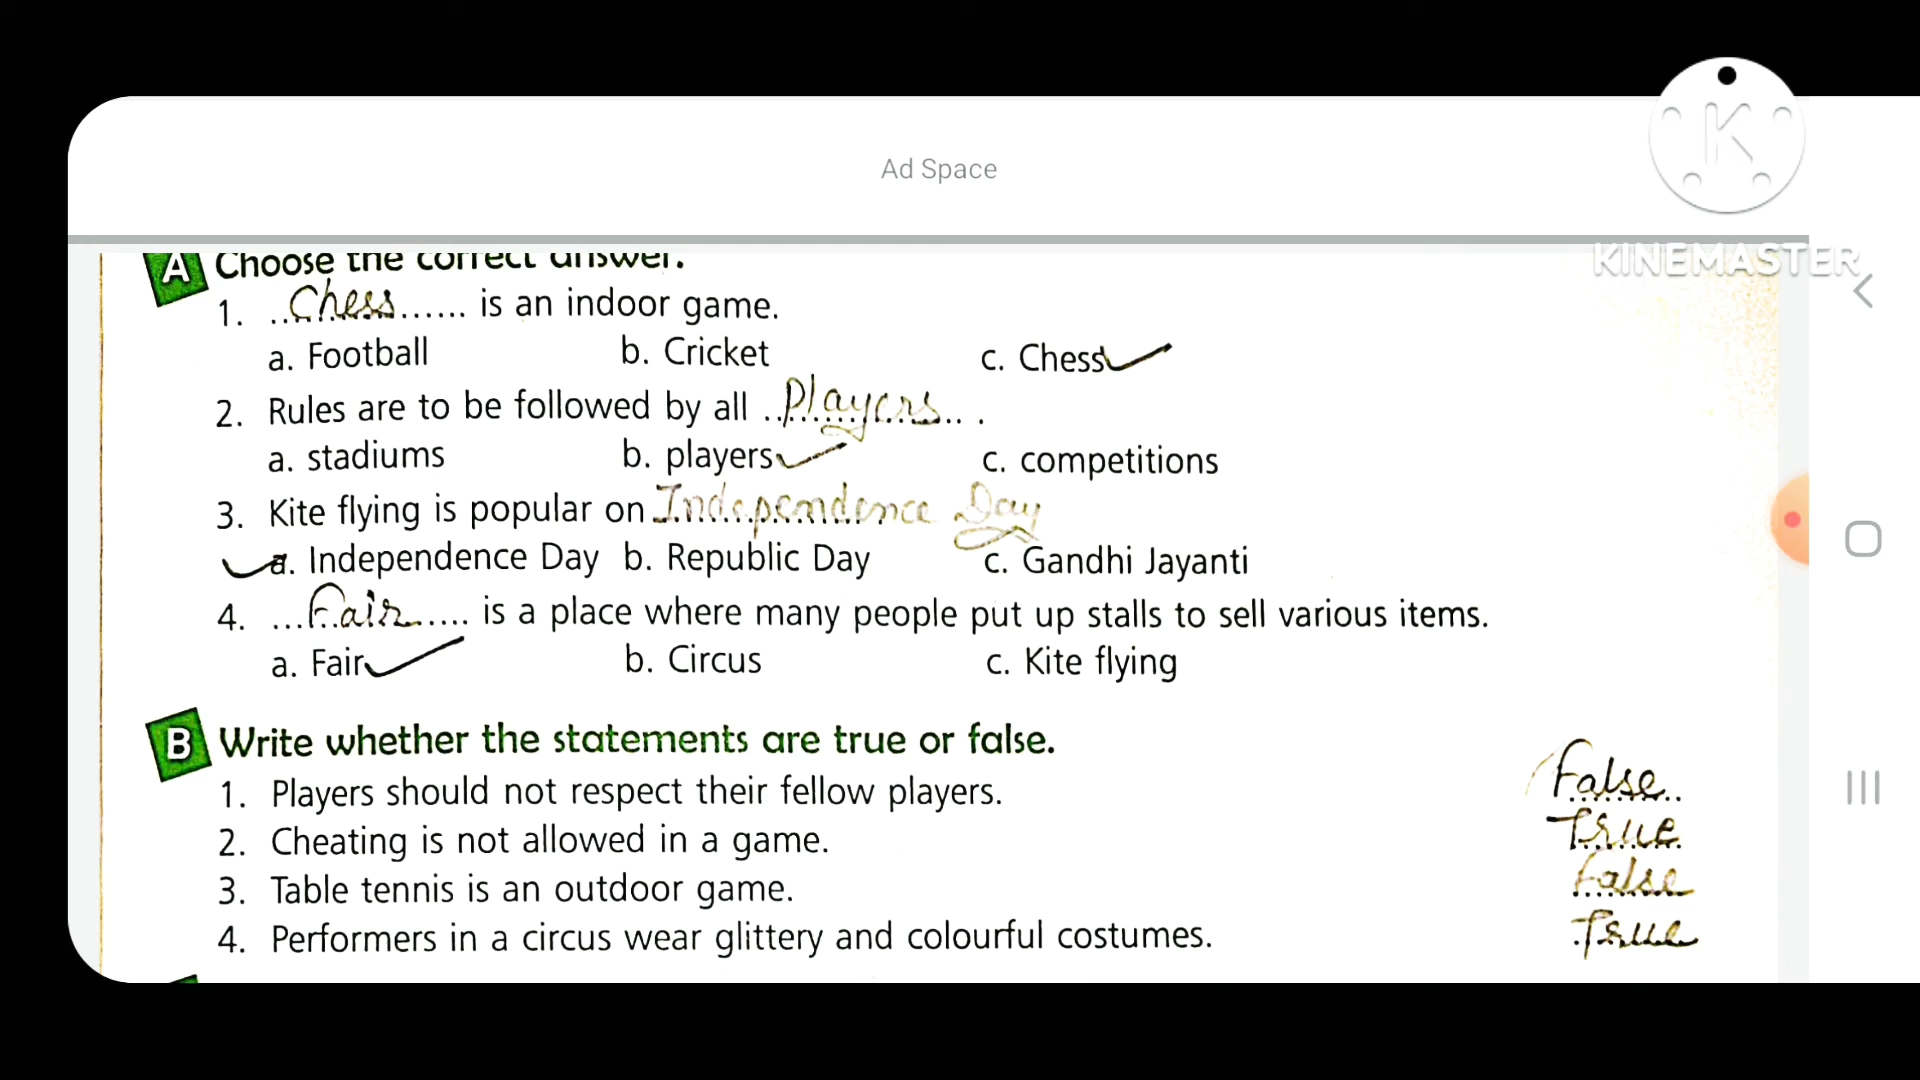 Ad Space
KINEMASTER
A Choose the correct answer.
1. ..Chess...... is an indoor game.
a. Football b. Cricket c. Chess
2. Rules are to be followed by all ..Players.. .
a. stadiums b. players c. competitions
3. Kite flying is popular on Independence Day
a. Independence Day b. Republic Day c. Gandhi Jayanti
4. ...Fair..... is a place where many people put up stalls to sell various items.
a. Fair b. Circus c. Kite flying
B Write whether the statements are true or false.
1. Players should not respect their fellow players. False
2. Cheating is not allowed in a game. True
3. Table tennis is an outdoor game. False
4. Performers in a circus wear glittery and colourful costumes. True